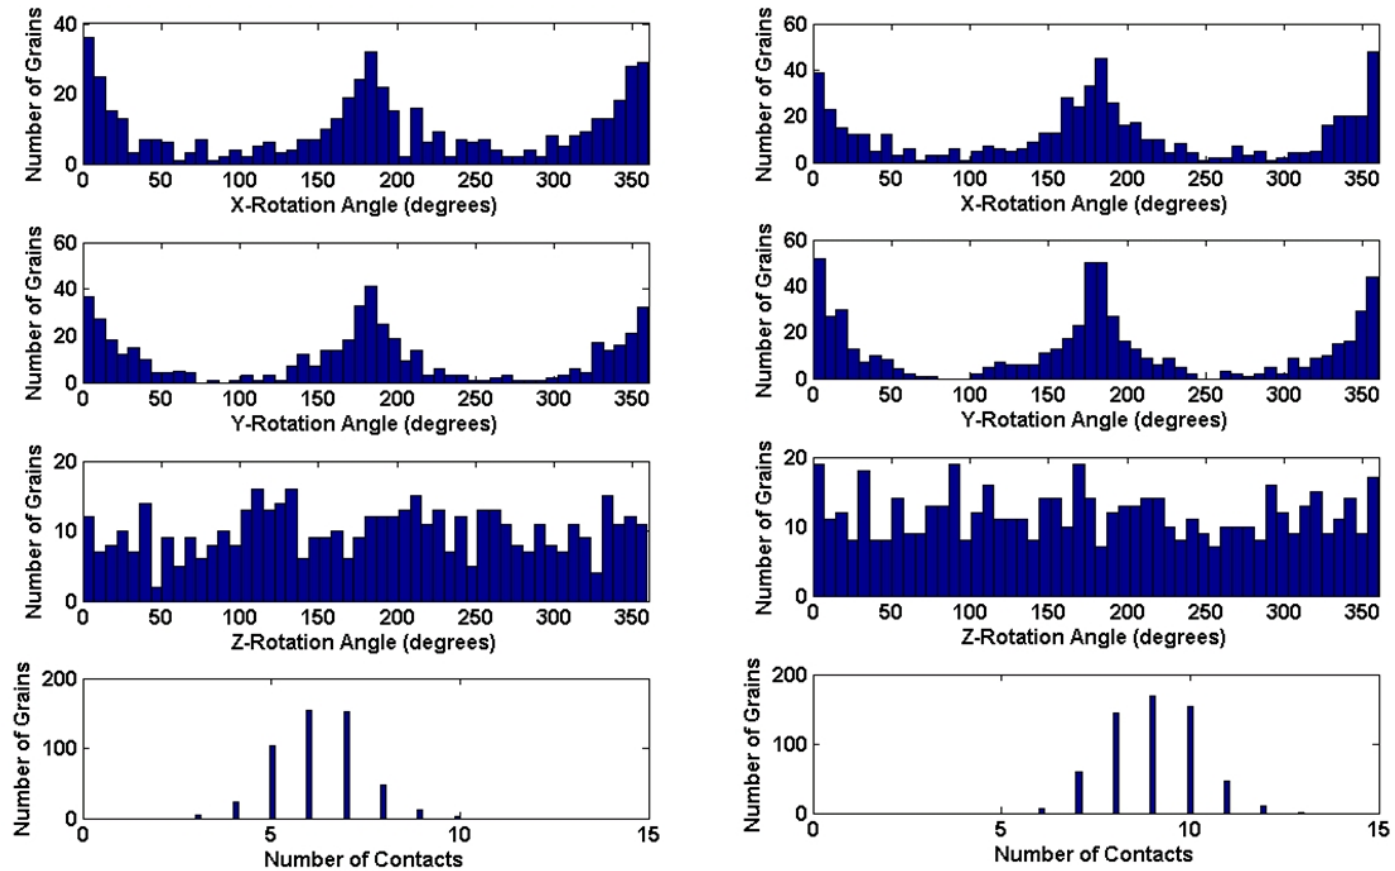 Number of Grains
40
20
0
0 50 100 150 200 250 300 350
X-Rotation Angle (degrees)
Number of Grains
60
40
20
0
0 50 100 150 200 250 300 350
Y-Rotation Angle (degrees)
Number of Grains
20
10
0
0 50 100 150 200 250 300 350
Z-Rotation Angle (degrees)
Number of Grains
200
100
0
0 5 10 15
Number of Contacts
Number of Grains
60
40
20
0
0 50 100 150 200 250 300 350
X-Rotation Angle (degrees)
Number of Grains
60
40
20
0
0 50 100 150 200 250 300 350
Y-Rotation Angle (degrees)
Number of Grains
20
10
0
0 50 100 150 200 250 300 350
Z-Rotation Angle (degrees)
Number of Grains
200
100
0
0 5 10 15
Number of Contacts